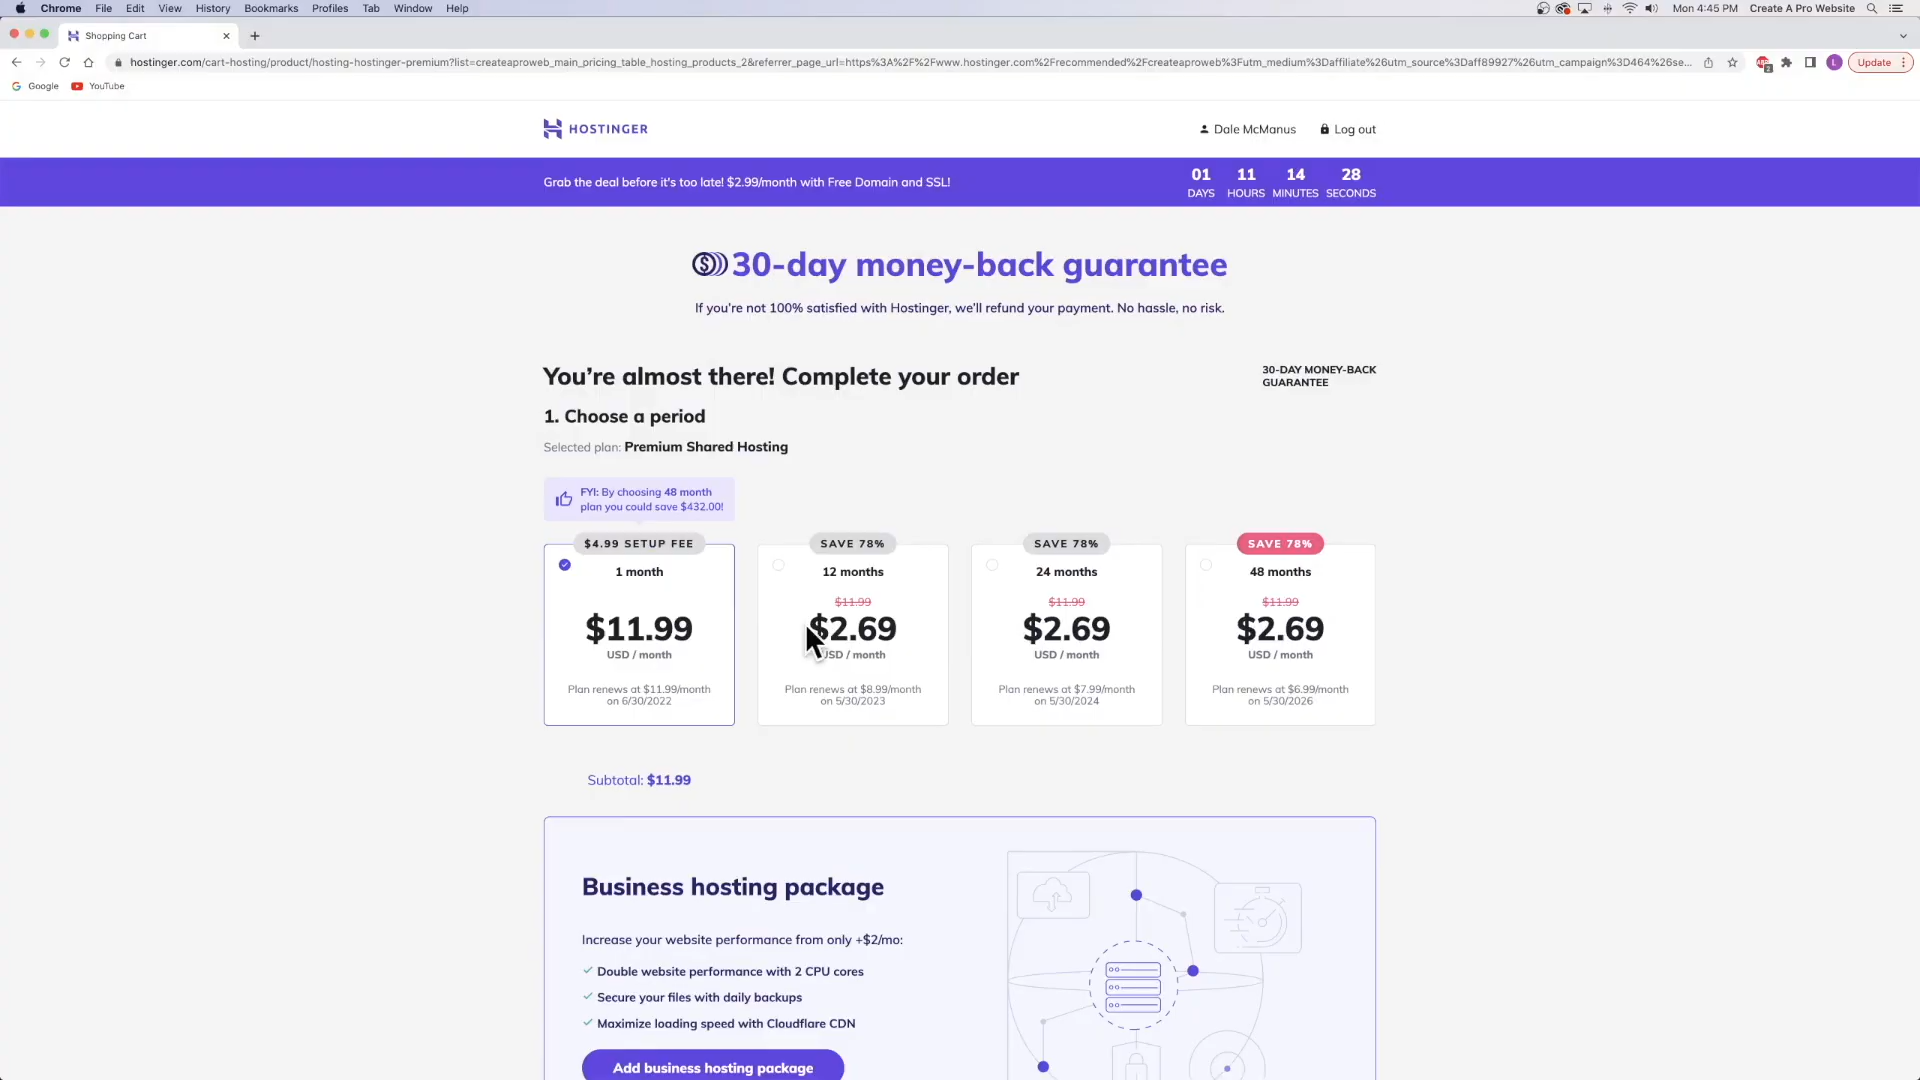 Chrome File Edit View History Bookmarks Profiles Tab Window Help
Mon 4:45 PM Create A Pro Website
Shopping Cart
hostinger.com/cart-hosting/product/hosting-hostinger-premium?list=createaproweb_main_pricing_table_hosting_products_2&referrer_page_url=https%3A%2F%2Fwww.hostinger.com%2Frecommended%2Fcreateaproweb%3Futm_medium%3Daffiliate%26utm_source%3Daff89927%26utm_campaign%3D464%26se...
2
L
Update
Google YouTube
HOSTINGER
Dale McManus Log out
Grab the deal before it's too late! $2.99/month with Free Domain and SSL!
01 11 14 28
DAYS HOURS MINUTES SECONDS
30-day money-back guarantee
If you're not 100% satisfied with Hostinger, we'll refund your payment. No hassle, no risk.
You're almost there! Complete your order
30-DAY MONEY-BACK
GUARANTEE
1. Choose a period
Selected plan: Premium Shared Hosting
FYI: By choosing 48 month
plan you could save $432.00!
$4.99 SETUP FEE
1 month
$11.99
USD / month
Plan renews at $11.99/month
on 6/30/2022
SAVE 78%
12 months
$11.99
$2.69
USD / month
Plan renews at $8.99/month
on 5/30/2023
SAVE 78%
24 months
$11.99
$2.69
USD / month
Plan renews at $7.99/month
on 5/30/2024
SAVE 78%
48 months
$11.99
$2.69
USD / month
Plan renews at $6.99/month
on 5/30/2026
Subtotal: $11.99
Business hosting package
Increase your website performance from only +$2/mo:
Double website performance with 2 CPU cores
Secure your files with daily backups
Maximize loading speed with Cloudflare CDN
Add business hosting package